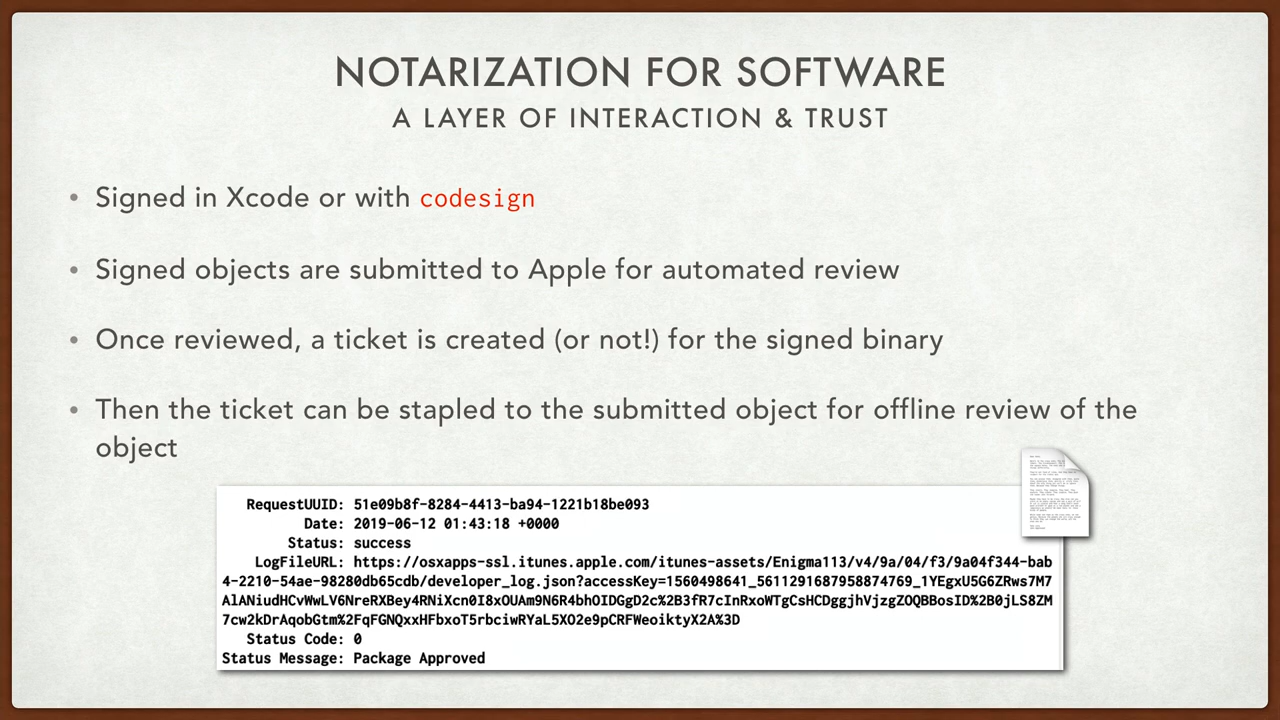 NOTARIZATION FOR SOFTWARE
A LAYER OF INTERACTION & TRUST
• Signed in Xcode or with codesign
• Signed objects are submitted to Apple for automated review
• Once reviewed, a ticket is created (or not!) for the signed binary
• Then the ticket can be stapled to the submitted object for offline review of the
object
RequestUUID: 51e09b8f-8284-4413-ba94-1221b18be093
Date: 2019-06-12 01:43:18 +0000
Status: success
LogFileURL: https://osxapps-ssl.itunes.apple.com/itunes-assets/Enigma113/v4/9a/04/f3/9a04f344-bab
4-2210-54ae-98280db65cdb/developer_log.json?accessKey=1560498641_5611291687958874769_1YEgxU5G6ZRws7M7
AlANiudHCvWwLV6NreRXBey4RNiXcn0I8xOUAm9N6R4bhOIDGgD2c%2B3fR7cInRxoWTgCsHCDggjhVjzgZOQBBosID%2B0jLS8ZM
7cw2kDrAqobGtm%2FqFGNQxxHFbxoT5rbciwRYaL5XO2e9pCRFWeoiktyX2A%3D
Status Code: 0
Status Message: Package Approved